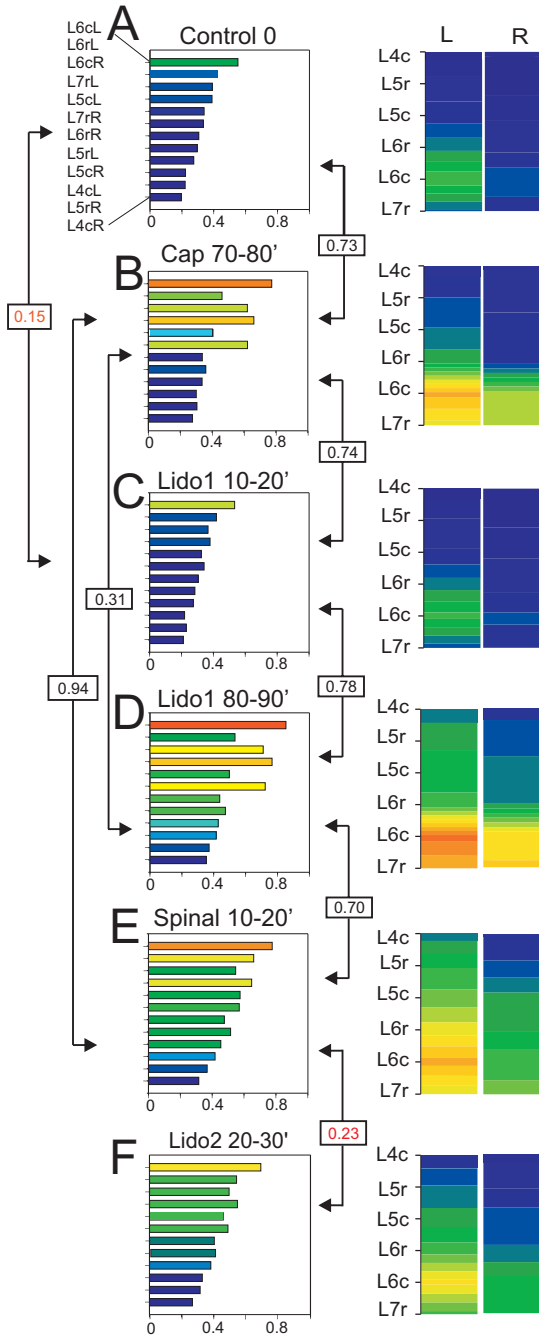 A
Control 0
L6cL
L6rL
L6cR
L7rL
L5cL
L7rR
L6rR
L5rL
L5cR
L4cL
L5rR
L4cR
0 0.4 0.8
L R
L4c
L5r
L5c
L6r
L6c
L7r
0.73
0.15
B
Cap 70-80'
0 0.4 0.8
L4c
L5r
L5c
L6r
L6c
L7r
0.74
C
Lido1 10-20'
0 0.4 0.8
L4c
L5r
L5c
L6r
L6c
L7r
0.31
0.94
0.78
D
Lido1 80-90'
0 0.4 0.8
L4c
L5r
L5c
L6r
L6c
L7r
0.70
E
Spinal 10-20'
0 0.4 0.8
L4c
L5r
L5c
L6r
L6c
L7r
0.23
F
Lido2 20-30'
0 0.4 0.8
L4c
L5r
L5c
L6r
L6c
L7r